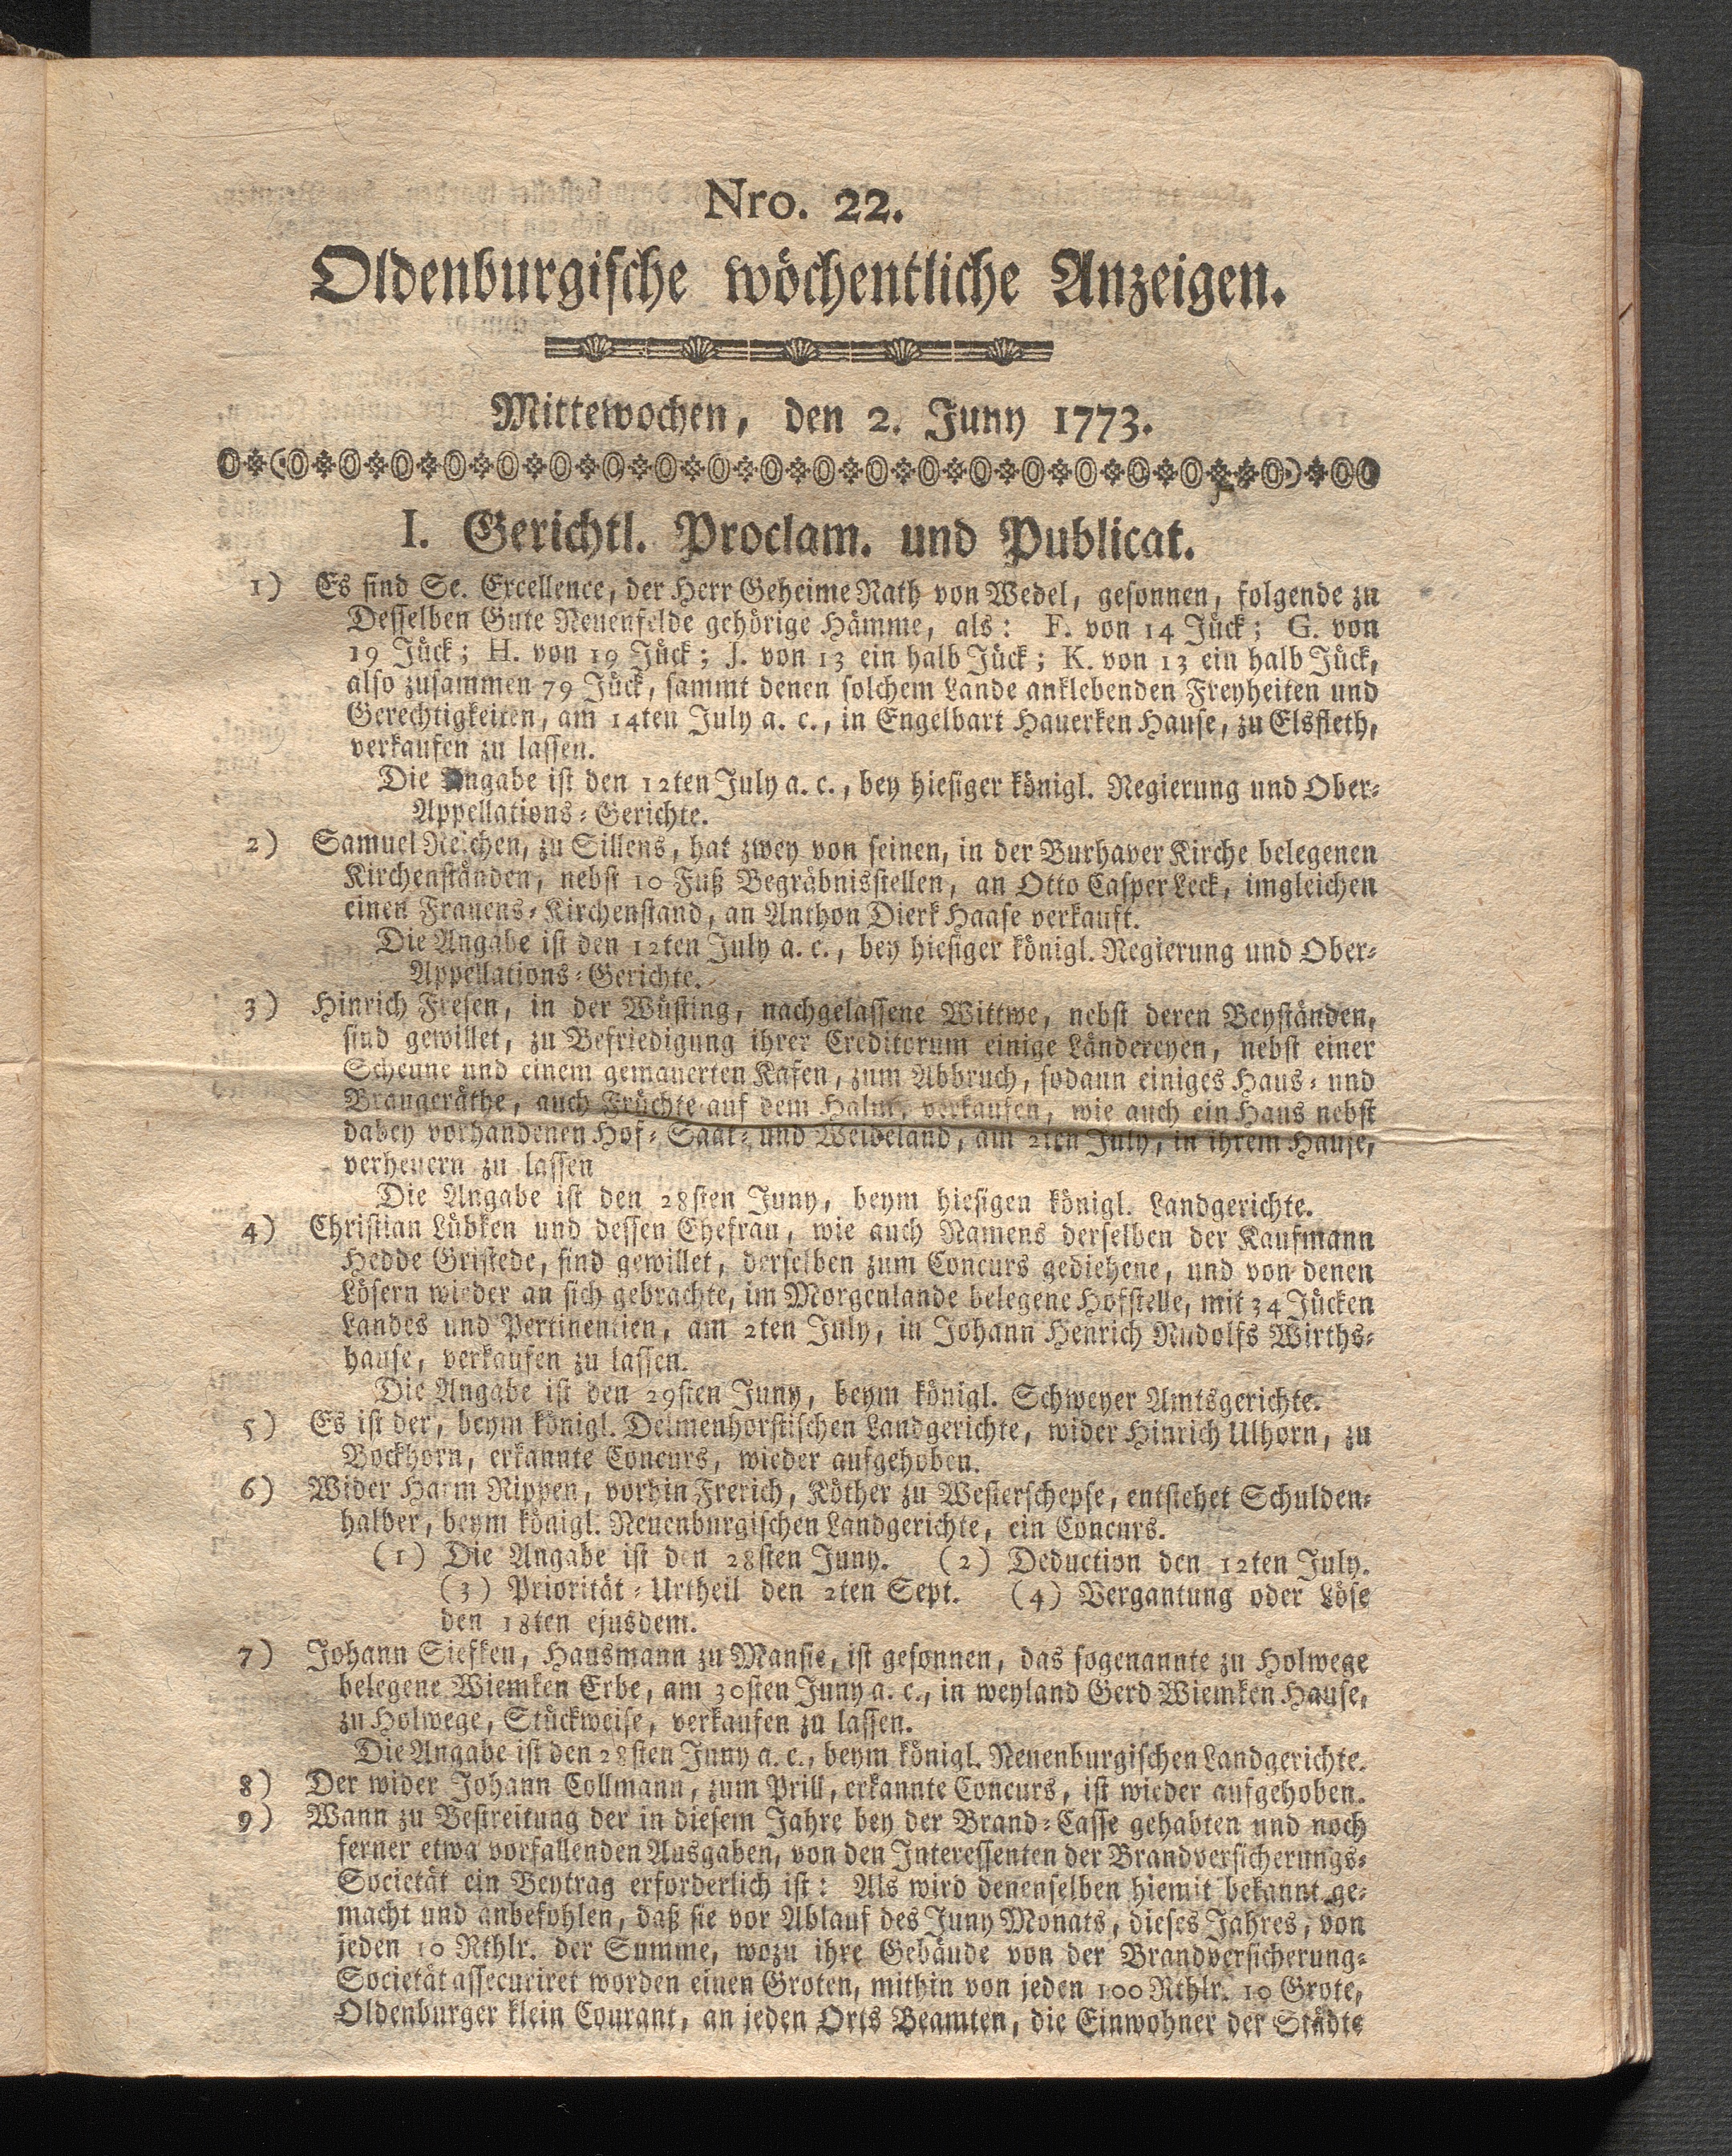 Nro. 22.
Oldenburgische wöchentliche Anzeigen.
Mittewochen, den 2. Juny 1773.
I. Gerichtl. Proclam. und Publicat.
1) Es sind Se. Excellence, der Herr Geheime Rath von Wedel, gesonnen, folgende zu
Desselben Gute Neuenfelde gehörige Hämme, als: F. von 14 Jück; G. von
19 Jück; H. von 19 Jück; J. von 13 ein halb Jück; K. von 13 ein halb Jück,
also zusammen 79 Jück, sammt denen solchem Lande anklebenden Freyheiten und
Gerechtigkeiten, am 14ten July a. c., in Engelbart Hauerken Hause, zu Elsfleth,
verkaufen zu lassen.
Die Angabe ist den 12ten July a. c., bey hiesiger königl. Regierung und Ober-
Appellations-Gerichte.
2) Samuel Reichen, zu Sillens, hat zwey von seinen, in der Burhaver Kirche belegenen
Kirchenständen, nebst 10 Fuß Begräbnisstellen, an Otto Casper Leck, imgleichen
einen Frauens-Kirchenstand, an Anthon Dierk Haase verkauft.
Die Angabe ist den 12ten July a. c., bey hiesiger königl. Regierung und Ober-
Appellations-Gerichte.
3) Hinrich Fresen, in der Wüsting, nachgelassene Wittwe, nebst deren Beyständen,
sind gewillet, zu Befriedigung ihrer Creditorum einige Ländereyen, nebst einer
Scheune und einem gemauerten Kafen, zum Abbruch, sodann einiges Haus- und
Braugeräthe, auch Früchte auf dem Halm, verkaufen, wie auch ein Haus nebst
dabey vorhandenen Hof- Saat- und Weideland, am 2ten July, in ihrem Hause,
verheuern zu lassen
Die Angabe ist den 28sten Juny, beym hiesigen königl. Landgerichte.
4) Christian Lübken und dessen Ehefrau, wie auch Namens derselben der Kaufmann
Hedde Gristede, sind gewillet, derselben zum Concurs gediehene, und von denen
Lösern wieder an sich gebrachte, im Morgenlande belegene Hofstelle, mit 34 Jücken
Landes und Pertinentien, am 2ten July, in Johann Henrich Rudolfs Wirths-
hause, verkaufen zu lassen.
Die Angabe ist den 29sten Juny, beym königl. Schweyer Amtsgerichte.
5) Es ist der, beym königl. Delmenhorstischen Landgerichte, wider Hinrich Ulhorn, zu
Bockhorn, erkannte Concurs, wieder aufgehoben.
6) Wider Harm Rippen, vorhin Frerich, Köther zu Westerschepse, entstehet Schulden-
halber, beym königl. Neuenburgischen Landgerichte, ein Concurs.
(1) Die Angabe ist den 28sten Juny. (2) Deduction den 12ten July.
(3) Priorität-Urtheil den 2ten Sept. (4) Vergantung oder Löse
den 18ten ejusdem.
7) Johann Siefken, Hausmann zu Mansie, ist gesonnen, das sogenannte zu Holwege
belegene Wiemken Erbe, am 30sten Juny a. c., in weyland Gerd Wiemken Hause,
zu Holwege, Stückweise, verkaufen zu lassen.
Die Angabe ist den 28sten Juny a. c., beym königl. Neuenburgischen Landgerichte.
8) Der wider Johann Collmann, zum Prill, erkannte Concurs, ist wieder aufgehoben.
9) Wann zu Bestreitung der in diesem Jahre bey der Brand-Casse gehabten und noch
ferner etwa vorfallenden Ausgaben, von den Interessenten der Brandversicherungs-
Societät ein Beytrag erforderlich ist: Als wird denenselben hiemit bekannt ge-
macht und anbefohlen, daß sie vor Ablauf des Juny Monats, dieses Jahres, von
jeden 10 Rthlr. der Summe, wozu ihre Gebäude von der Brandversicherung-
Societät assecuriret worden einen Groten, mithin von jeden 100 Rthlr. 10 Grote,
Oldenburger klein Courant, an jeden Orts Beamten, die Einwohner der Städte